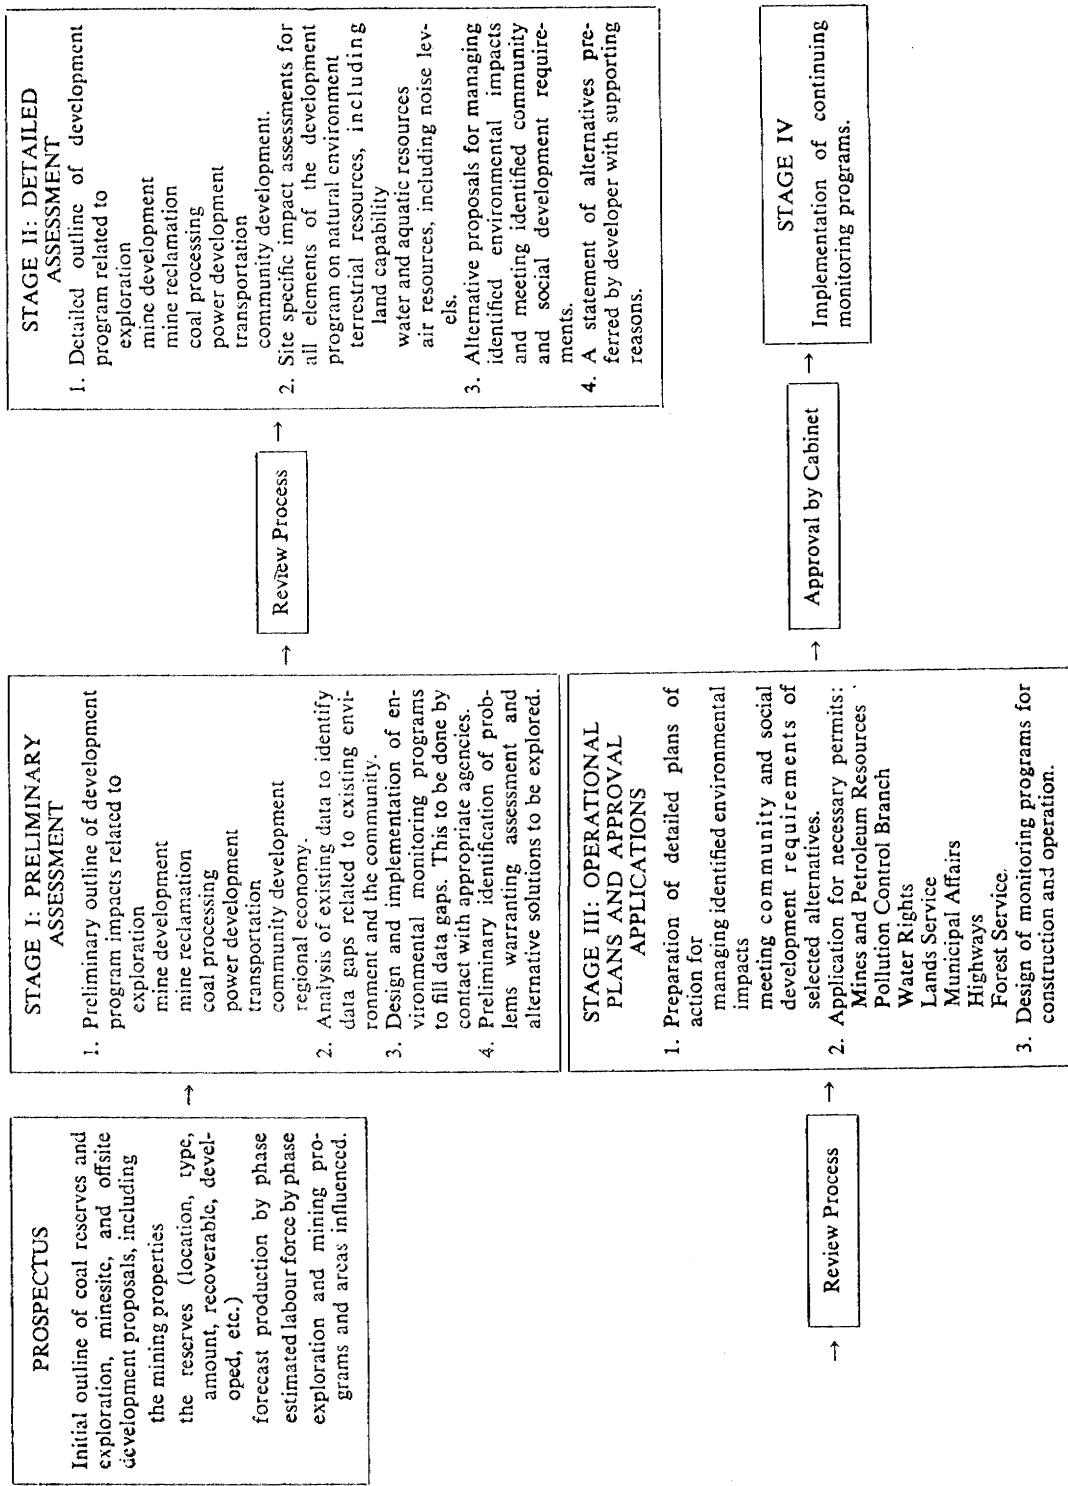 PROSPECTUS
Initial outline of coal reserves and
exploration, minesite, and offsite
development proposals, including
the mining properties
the reserves (location, type,
amount, recoverable, devel-
oped, etc.)
forecast production by phase
estimated labour force by phase
exploration and mining pro-
grams and areas influenced.
→
STAGE I: PRELIMINARY
ASSESSMENT
1. Preliminary outline of development
program impacts related to
exploration
mine development
mine reclamation
coal processing
power development
transportation
community development
regional economy.
2. Analysis of existing data to identify
data gaps related to existing envi-
ronment and the community.
3. Design and implementation of en-
vironmental monitoring programs
to fill data gaps. This to be done by
contact with appropriate agencies.
4. Preliminary identification of prob-
lems warranting assessment and
alternative solutions to be explored.
→
Review Process
→
STAGE II: DETAILED
ASSESSMENT
1. Detailed outline of development
program related to
exploration
mine development
mine reclamation
coal processing
power development
transportation
community development.
2. Site specific impact assessments for
all elements of the development
program on natural environment
terrestrial resources, including
land capability
water and aquatic resources
air resources, including noise lev-
els.
3. Alternative proposals for managing
identified environmental impacts
and meeting identified community
and social development require-
ments.
4. A statement of alternatives pre-
ferred by developer with supporting
reasons.
→
Review Process
→
STAGE III: OPERATIONAL
PLANS AND APPROVAL
APPLICATIONS
1. Preparation of detailed plans of
action for
managing identified environmental
impacts
meeting community and social
development requirements of
selected alternatives.
2. Application for necessary permits:
Mines and Petroleum Resources
Pollution Control Branch
Water Rights
Lands Service
Municipal Affairs
Highways
Forest Service.
3. Design of monitoring programs for
construction and operation.
→
Approval by Cabinet
→
STAGE IV
Implementation of continuing
monitoring programs.